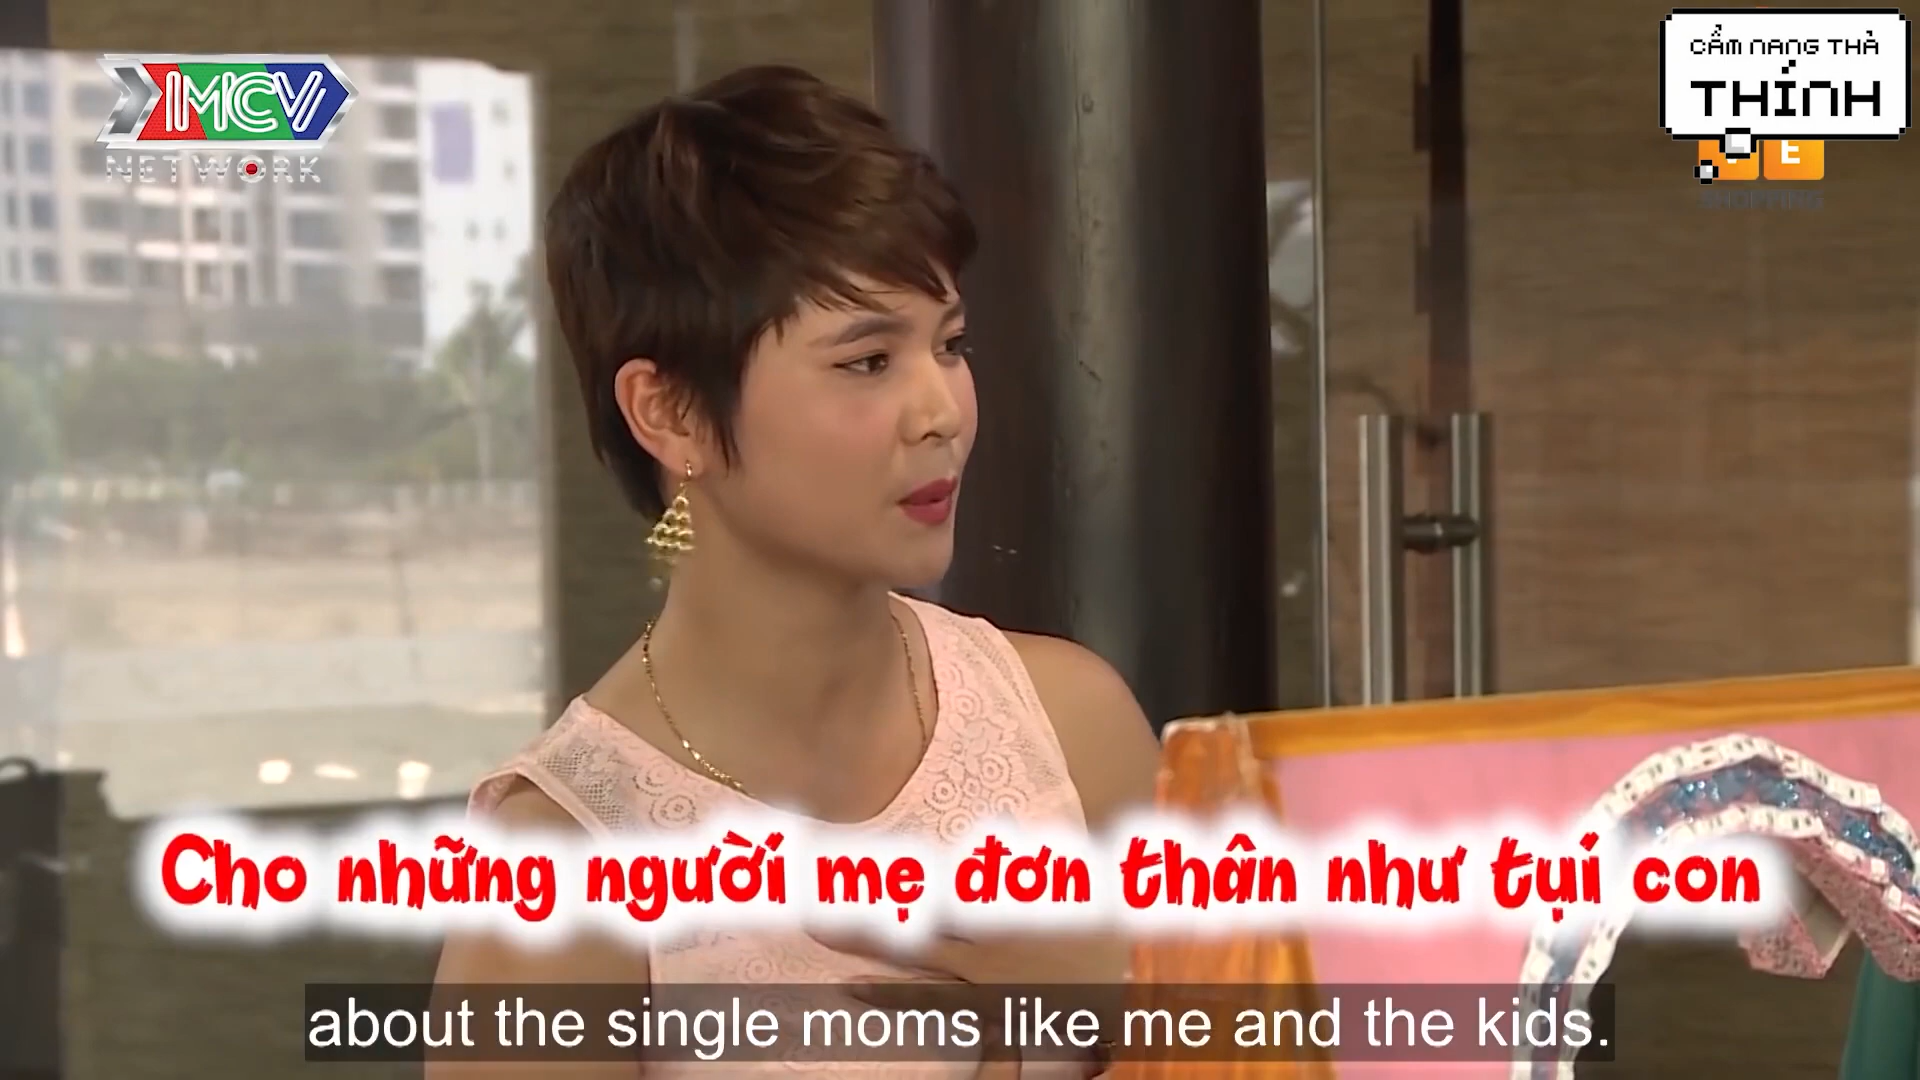 MCV
NETWORK
CẨM NANG THẢ
THÍNH
E
SHOPPING
Cho những người mẹ đơn thân như tụi con
about the single moms like me and the kids.